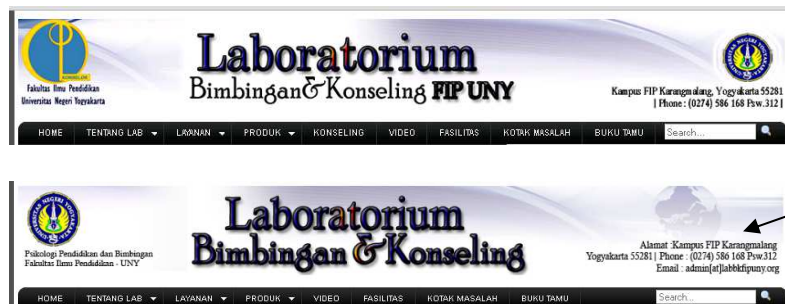 Laboratorium
Bimbingan&Konseling FIP UNY
Fakultas Ilmu Pendidikan
Universitas Negeri Yogyakarta
Kampus FIP Karangmalang, Yogyakarta 55281
| Phone : (0274) 586 168 Psw.312 |
HOME TENTANG LAB LAYANAN PRODUK KONSELING VIDEO FASILITAS KOTAK MASALAH BUKU TAMU Search...
Laboratorium
Bimbingan & Konseling
Psikologi Pendidikan dan Bimbingan
Fakultas Ilmu Pendidikan - UNY
Alamat :Kampus FIP Karangmalang
Yogyakarta 55281| Phone : (0274) 586 168 Psw.312
Email : admin[at]labbkfipuny.org
HOME TENTANG LAB LAYANAN PRODUK VIDEO FASILITAS KOTAK MASALAH BUKU TAMU Search...